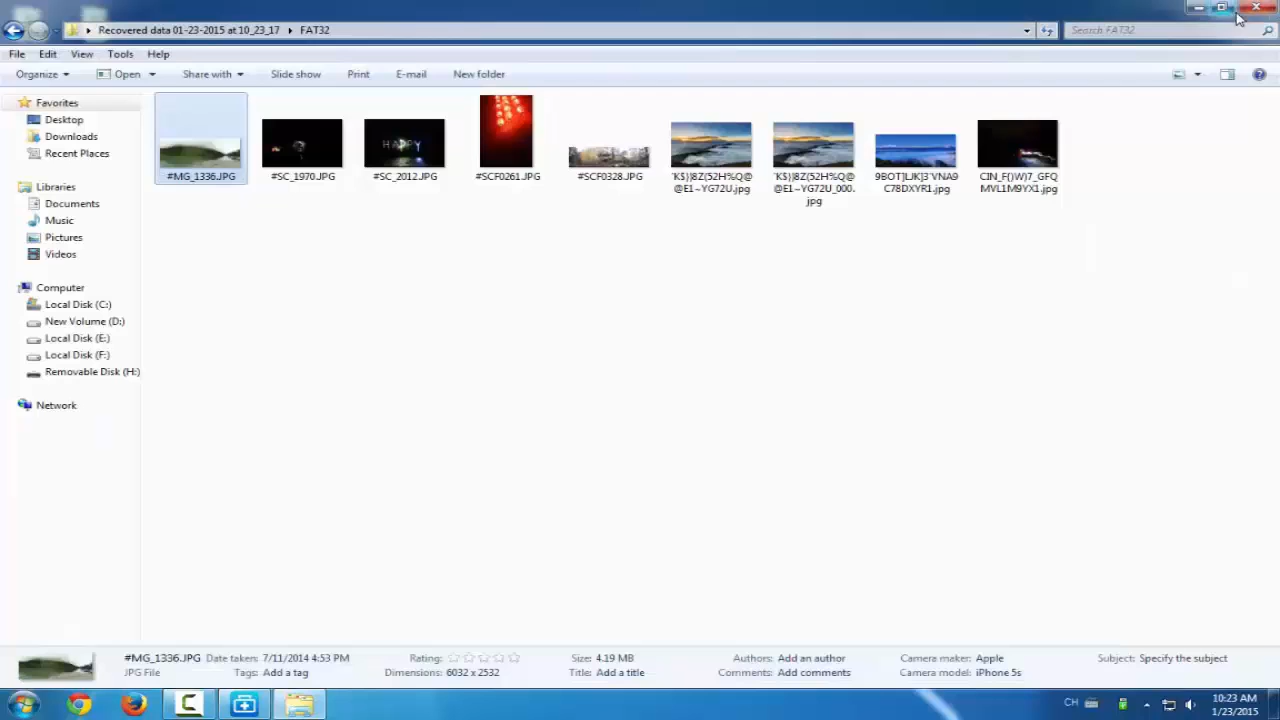 Recovered data 01-23-2015 at 10_23_17 ▸ FAT32
Search FAT32
File Edit View Tools Help
Organize Open Share with Slide show Print E-mail New folder
Favorites
Desktop
Downloads
Recent Places
Libraries
Documents
Music
Pictures
Videos
Computer
Local Disk (C:)
New Volume (D:)
Local Disk (E:)
Local Disk (F:)
Removable Disk (H:)
Network
HAPPY
#MG_1336.JPG
#SC_1970.JPG
#SC_2012.JPG
#SCF0261.JPG
#SCF0328.JPG
@E1~YG72U.jpg
@E1~YG72U_000
.jpg
C78DXYR1.jpg
CIN_F()W)7_GFQ
MVL1M9YX1.jpg
#MG_1336.JPG Date taken: 7/11/2014 4:53 PM Rating: Size: 4.19 MB Authors: Add an author Camera maker: Apple Subject: Specify the subject
JPG File Tags: Add a tag Dimensions: 6032 x 2532 Title: Add a title Comments: Add comments Camera model: iPhone 5s
CH
10:23 AM
1/23/2015